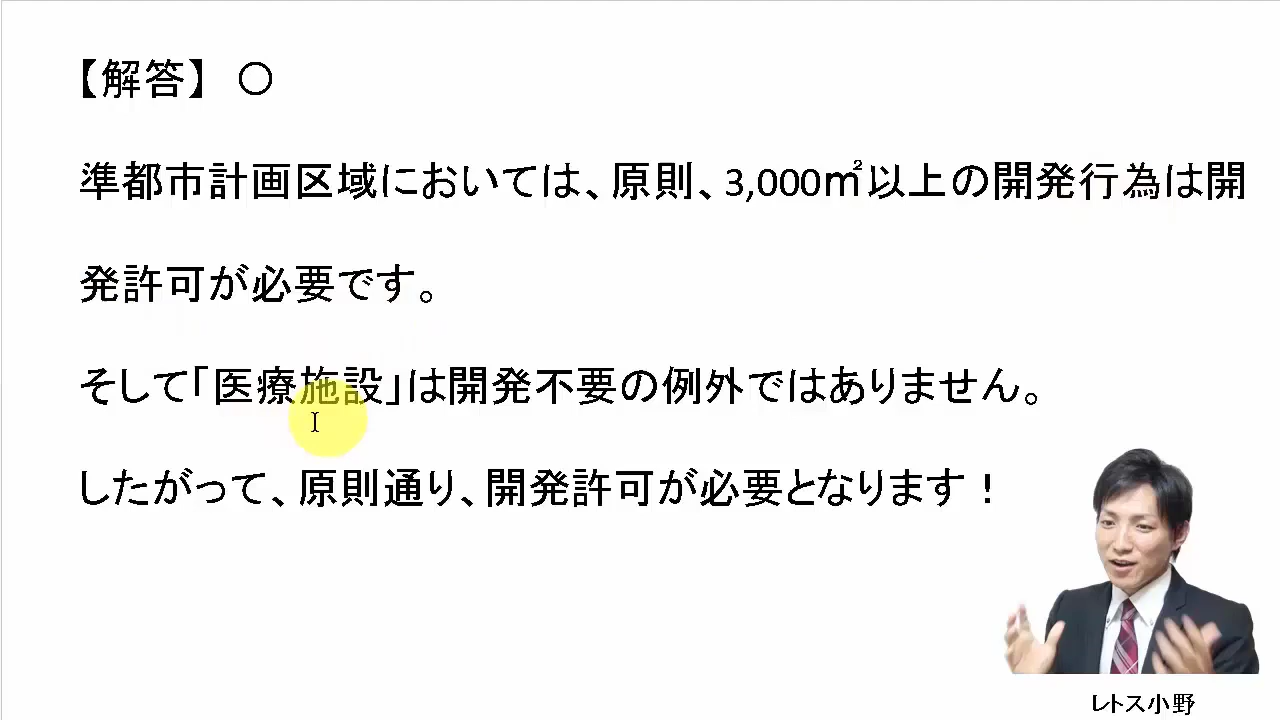 【解答】 ○
準都市計画区域においては、原則、3,000㎡以上の開発行為は開
発許可が必要です。
そして「医療施設」は開発不要の例外ではありません。
したがって、原則通り、開発許可が必要となります！
レトス小野